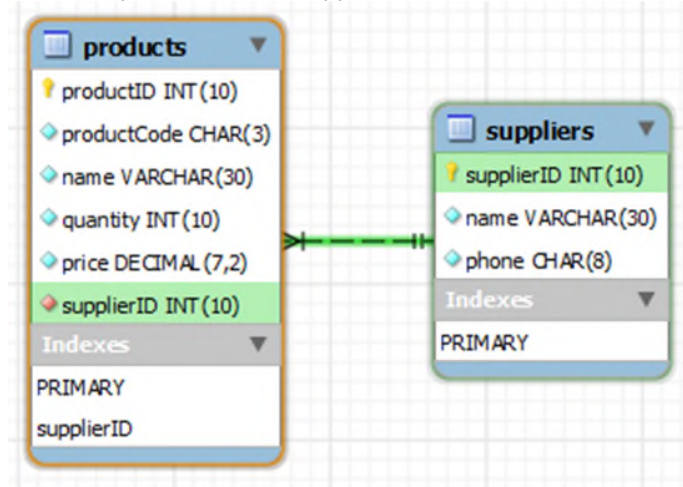 products
productID INT(10)
productCode CHAR(3)
name VARCHAR(30)
quantity INT(10)
price DECIMAL(7,2)
supplierID INT(10)
Indexes
PRIMARY
supplierID
suppliers
supplierID INT(10)
name VARCHAR(30)
phone CHAR(8)
Indexes
PRIMARY